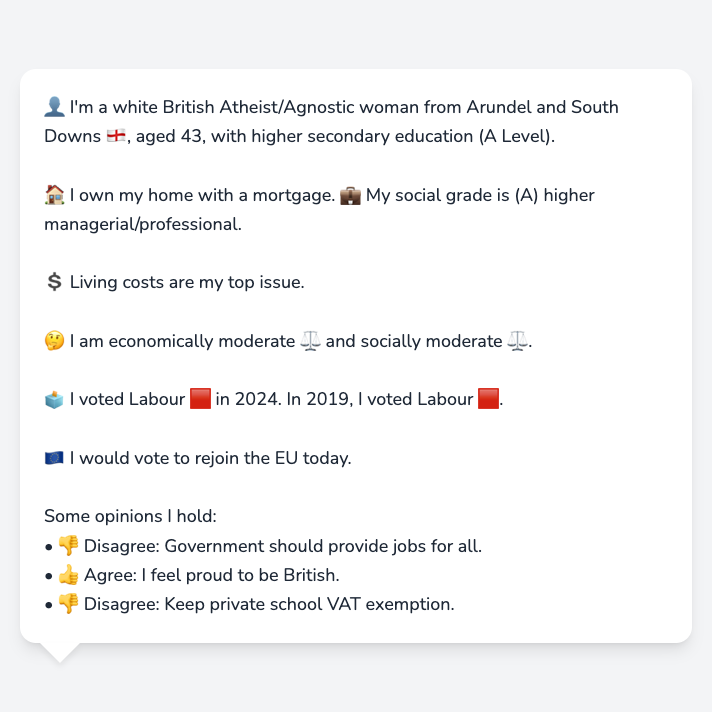 👤 I'm a white British Atheist/Agnostic woman from Arundel and South
Downs 🏴󠁧󠁢󠁥󠁮󠁧󠁿, aged 43, with higher secondary education (A Level).
🏠 I own my home with a mortgage. 💼 My social grade is (A) higher
managerial/professional.
💲 Living costs are my top issue.
🤔 I am economically moderate ⚖️ and socially moderate ⚖️.
🗳️ I voted Labour 🟥 in 2024. In 2019, I voted Labour 🟥.
🇪🇺 I would vote to rejoin the EU today.
Some opinions I hold:
• 👎 Disagree: Government should provide jobs for all.
• 👍 Agree: I feel proud to be British.
• 👎 Disagree: Keep private school VAT exemption.